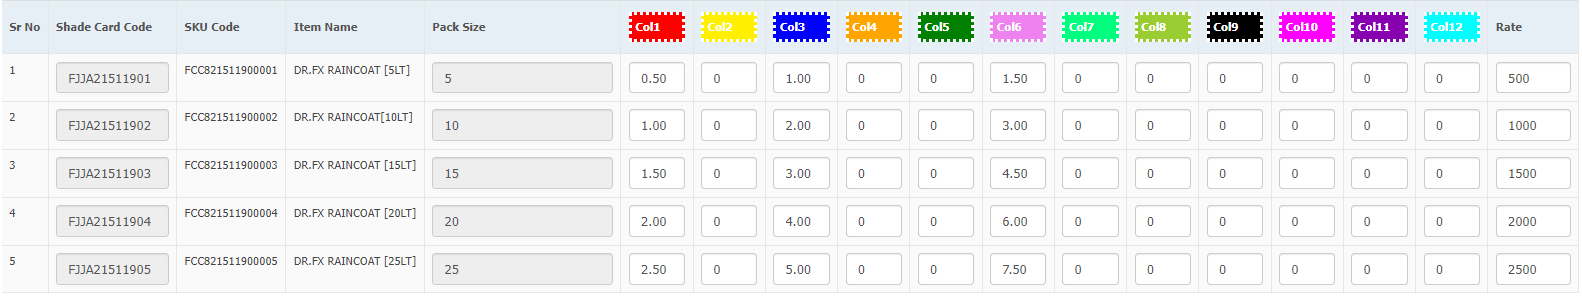 Sr No Shade Card Code SKU Code Item Name Pack Size Col1 Col2 Col3 Col4 Col5 Col6 Col7 Col8 Col9 Col10 Col11 Col12 Rate
1 FJJA21511901 FCC821511900001 DR.FX RAINCOAT [5LT] 5 0.50 0 1.00 0 0 1.50 0 0 0 0 0 0 500
2 FJJA21511902 FCC821511900002 DR.FX RAINCOAT[10LT] 10 1.00 0 2.00 0 0 3.00 0 0 0 0 0 0 1000
3 FJJA21511903 FCC821511900003 DR.FX RAINCOAT [15LT] 15 1.50 0 3.00 0 0 4.50 0 0 0 0 0 0 1500
4 FJJA21511904 FCC821511900004 DR.FX RAINCOAT [20LT] 20 2.00 0 4.00 0 0 6.00 0 0 0 0 0 0 2000
5 FJJA21511905 FCC821511900005 DR.FX RAINCOAT [25LT] 25 2.50 0 5.00 0 0 7.50 0 0 0 0 0 0 2500